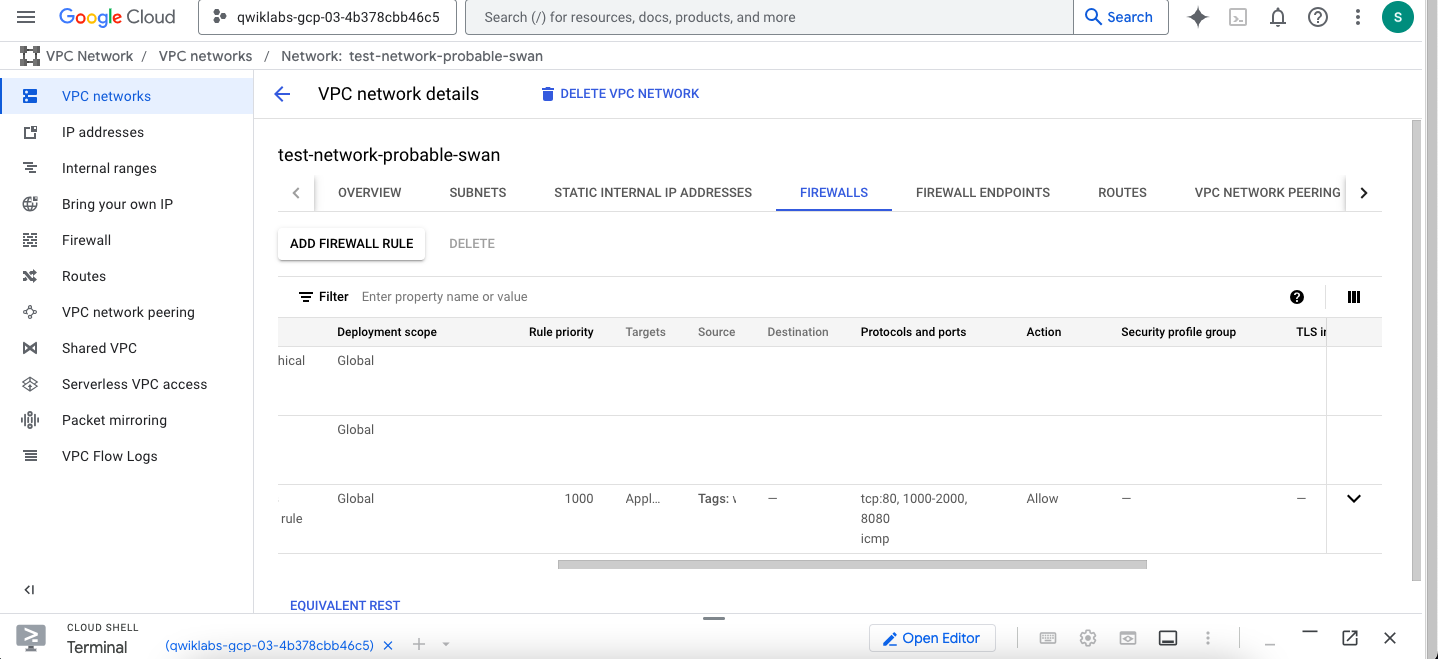 Google Cloud
qwiklabs-gcp-03-4b378cbb46c5
Search (/) for resources, docs, products, and more
Search
S
VPC Network / VPC networks / Network: test-network-probable-swan
VPC networks
IP addresses
Internal ranges
Bring your own IP
Firewall
Routes
VPC network peering
Shared VPC
Serverless VPC access
Packet mirroring
VPC Flow Logs
VPC network details
DELETE VPC NETWORK
test-network-probable-swan
OVERVIEW SUBNETS STATIC INTERNAL IP ADDRESSES FIREWALLS FIREWALL ENDPOINTS ROUTES VPC NETWORK PEERING
ADD FIREWALL RULE DELETE
Filter Enter property name or value
Deployment scope Rule priority Targets Source Destination Protocols and ports Action Security profile group TLS
hical Global
Global
Global 1000 Appl... Tags: — tcp:80, 1000-2000, Allow — —
rule 8080
icmp
EQUIVALENT REST
CLOUD SHELL
Terminal
(qwiklabs-gcp-03-4b378cbb46c5)
Open Editor